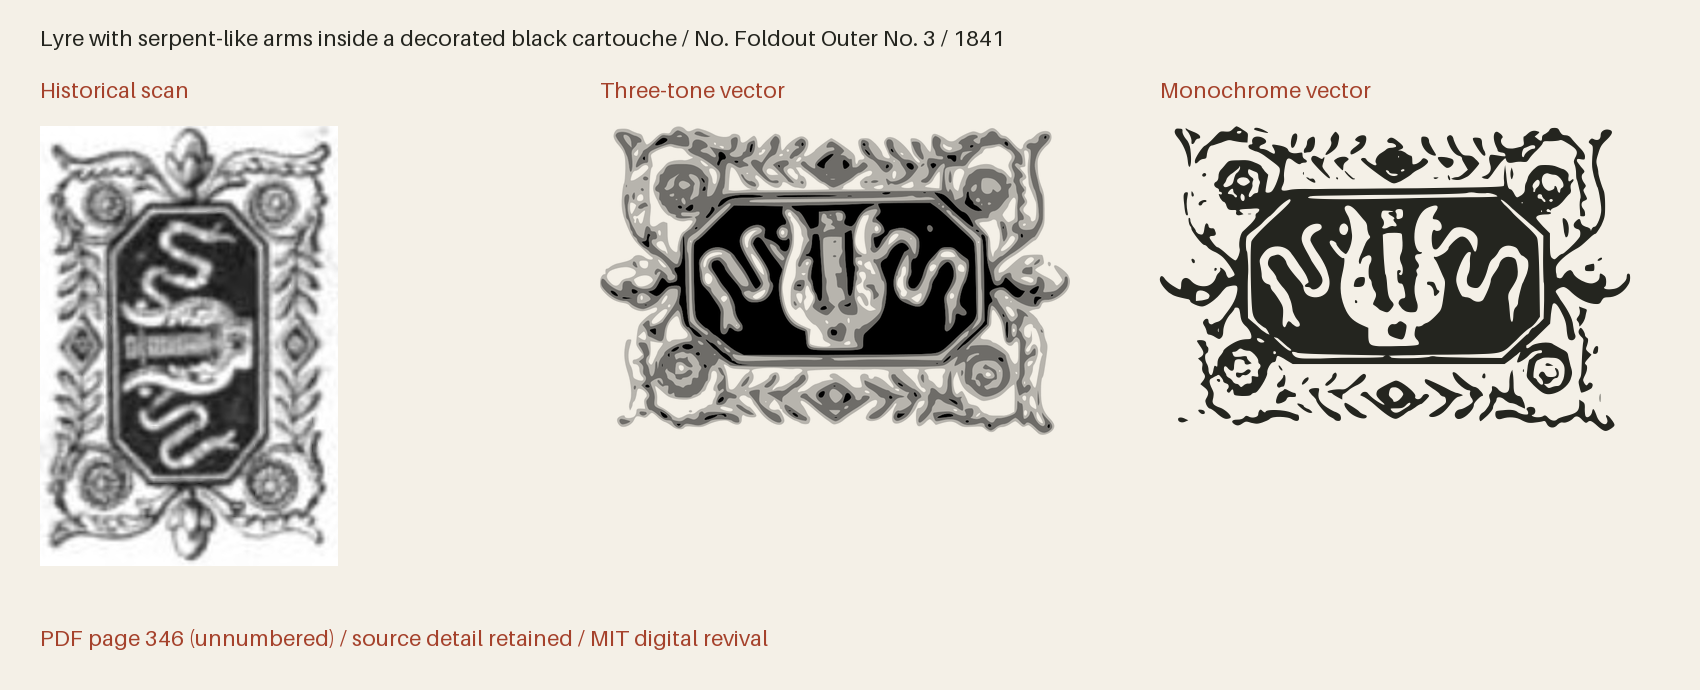 Lyre with serpent-like arms inside a decorated black cartouche / No. Foldout Outer No. 3 / 1841
Historical scan
Three-tone vector
Monochrome vector
PDF page 346 (unnumbered) / source detail retained / MIT digital revival